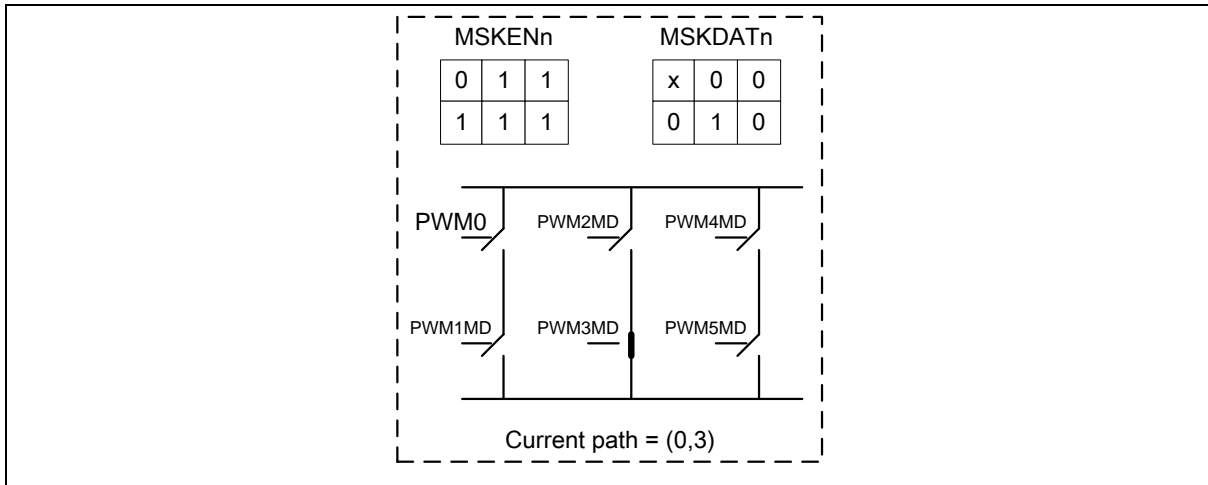 MSKENn MSKDATn
0 1 1 x 0 0
1 1 1 0 1 0
PWM0 PWM2MD PWM4MD
PWM1MD PWM3MD PWM5MD
Current path = (0,3)